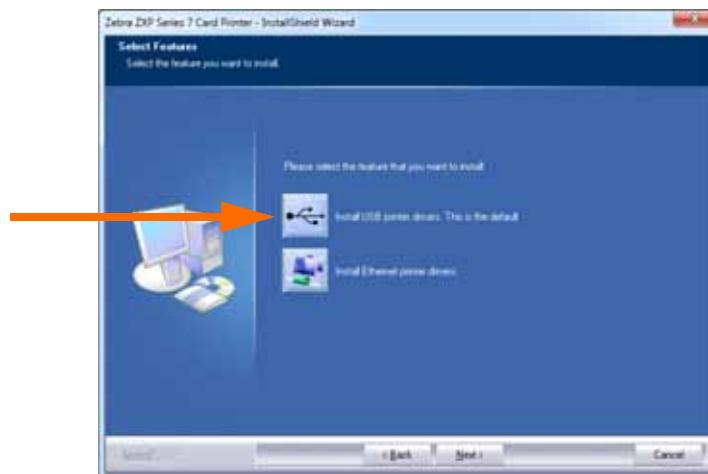 Zebra ZXP Series 7 Card Printer - InstallShield Wizard
Select Features
Select the feature you want to install.
Please select the feature that you want to install
Install USB printer drivers. This is the default
Install Ethernet printer drivers.
< Back
Next >
Cancel